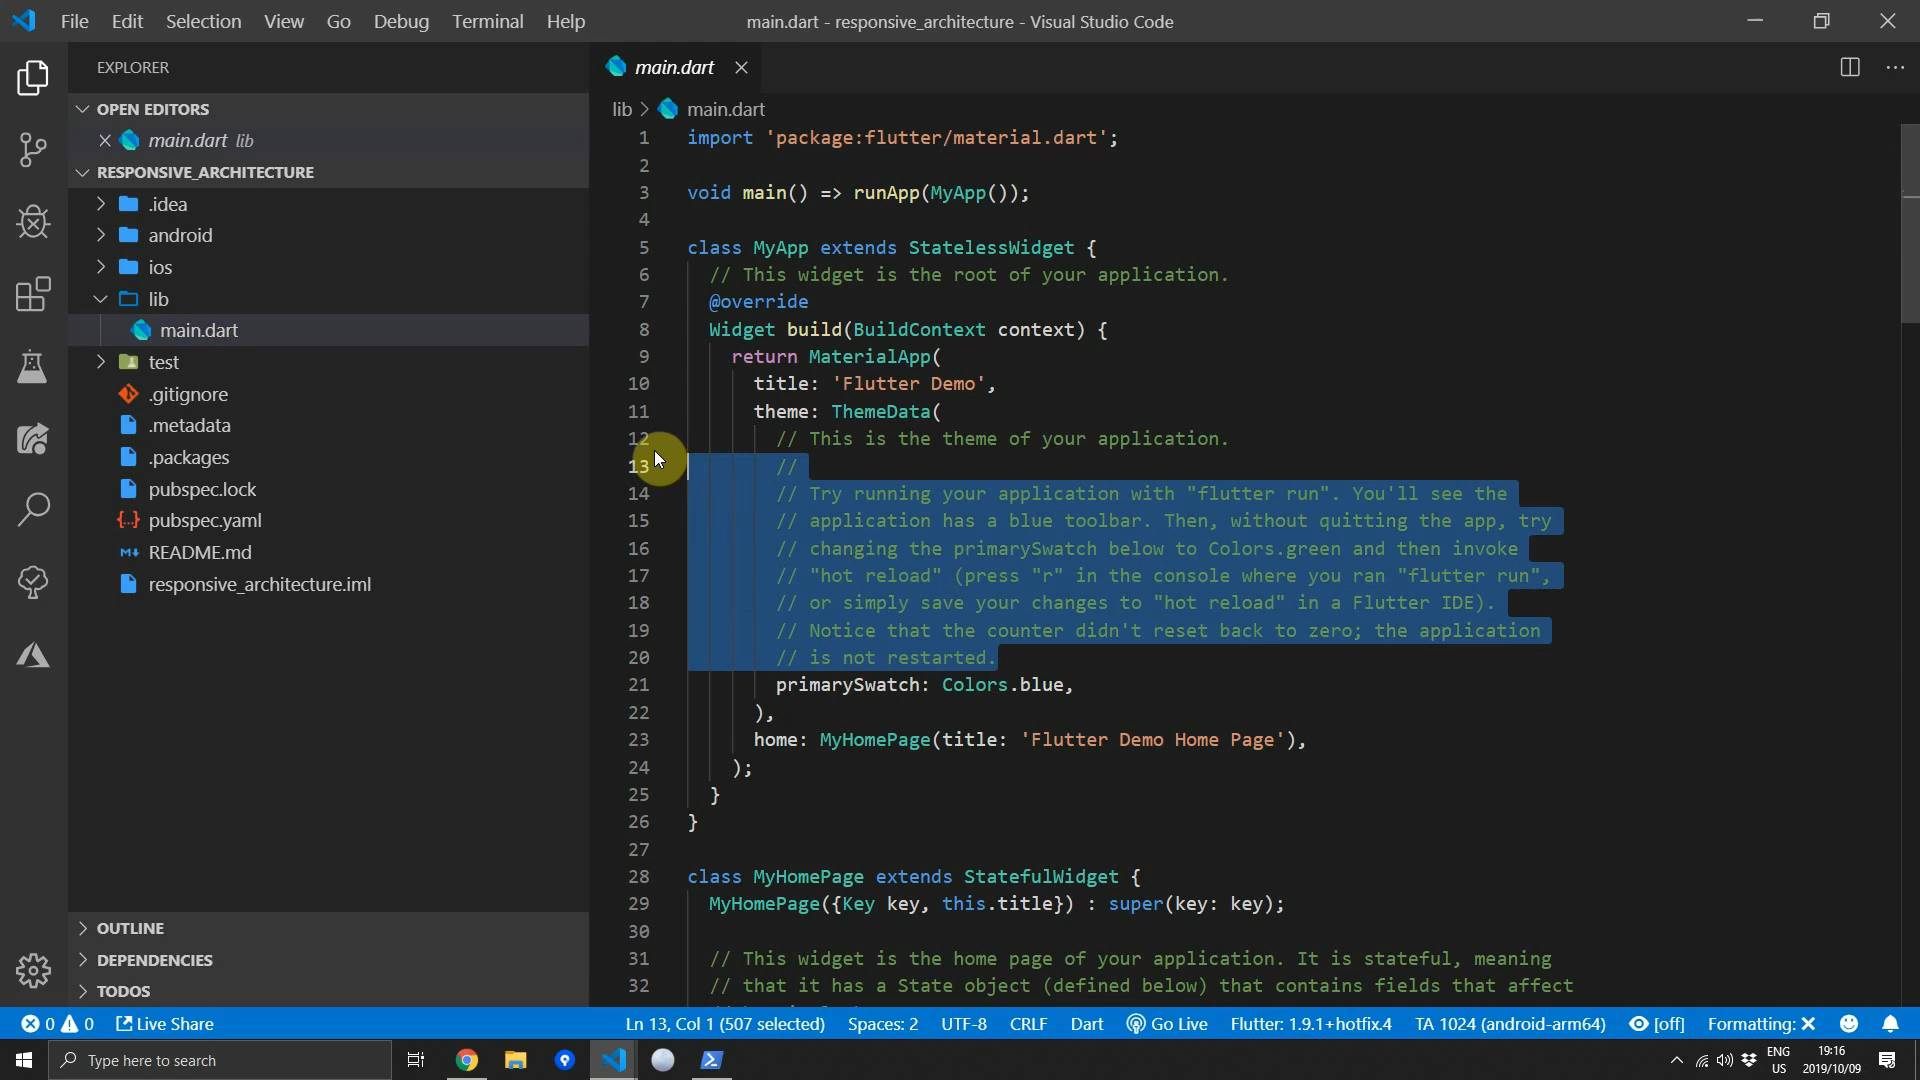 File Edit Selection View Go Debug Terminal Help
main.dart - responsive_architecture - Visual Studio Code
EXPLORER
OPEN EDITORS
main.dart lib
RESPONSIVE_ARCHITECTURE
.idea
android
ios
lib
main.dart
test
.gitignore
.metadata
.packages
pubspec.lock
pubspec.yaml
README.md
responsive_architecture.iml
OUTLINE
DEPENDENCIES
TODOS
main.dart
lib > main.dart
1 import 'package:flutter/material.dart';
2
3 void main() => runApp(MyApp());
4
5 class MyApp extends StatelessWidget {
6 // This widget is the root of your application.
7 @override
8 Widget build(BuildContext context) {
9 return MaterialApp(
10 title: 'Flutter Demo',
11 theme: ThemeData(
12 // This is the theme of your application.
13 //
14 // Try running your application with "flutter run". You'll see the
15 // application has a blue toolbar. Then, without quitting the app, try
16 // changing the primarySwatch below to Colors.green and then invoke
17 // "hot reload" (press "r" in the console where you ran "flutter run",
18 // or simply save your changes to "hot reload" in a Flutter IDE).
19 // Notice that the counter didn't reset back to zero; the application
20 // is not restarted.
21 primarySwatch: Colors.blue,
22 ),
23 home: MyHomePage(title: 'Flutter Demo Home Page'),
24 );
25 }
26 }
27
28 class MyHomePage extends StatefulWidget {
29 MyHomePage({Key key, this.title}) : super(key: key);
30
31 // This widget is the home page of your application. It is stateful, meaning
32 // that it has a State object (defined below) that contains fields that affect
0 0 Live Share
Ln 13, Col 1 (507 selected) Spaces: 2 UTF-8 CRLF Dart Go Live Flutter: 1.9.1+hotfix.4 TA 1024 (android-arm64) [off] Formatting: X
Type here to search
ENG
US
19:16
2019/10/09